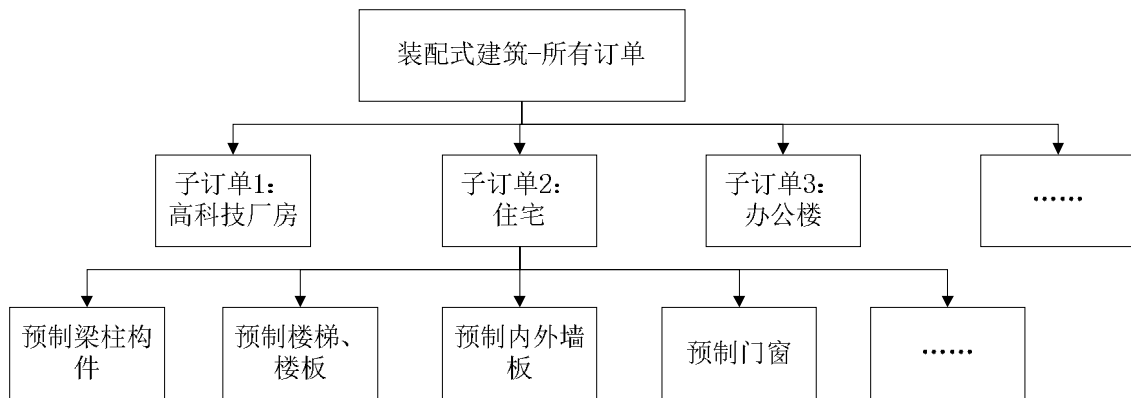 装配式建筑-所有订单
子订单1：
高科技厂房
子订单2：
住宅
子订单3：
办公楼
……
预制梁柱构
件
预制楼梯、
楼板
预制内外墙
板
预制门窗
……